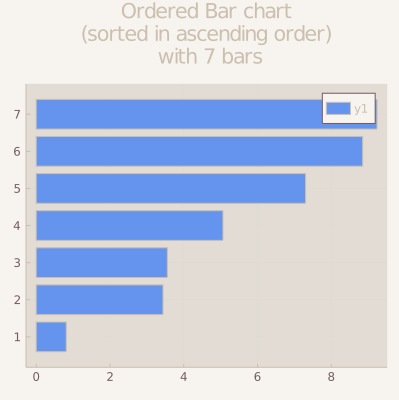 Ordered Bar chart
(sorted in ascending order)
with 7 bars
y1
7
6
5
4
3
2
1
0 2 4 6 8